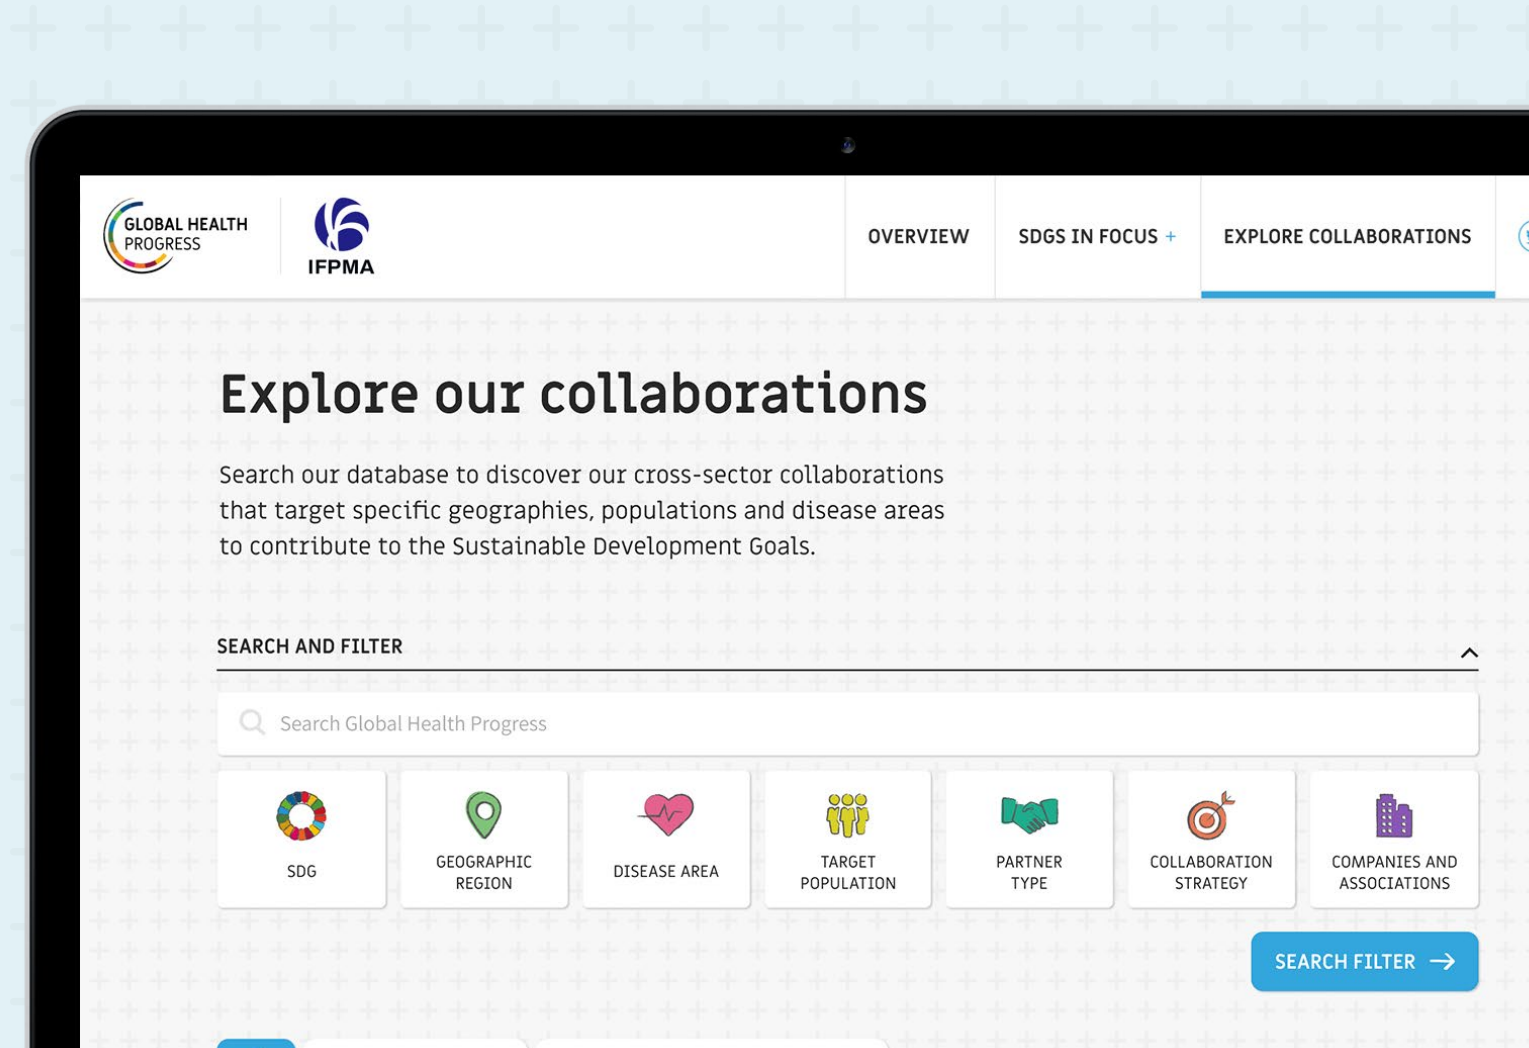 GLOBAL HEALTH
PROGRESS
IFPMA
OVERVIEW
SDGS IN FOCUS +
EXPLORE COLLABORATIONS
Explore our collaborations
Search our database to discover our cross-sector collaborations
that target specific geographies, populations and disease areas
to contribute to the Sustainable Development Goals.
SEARCH AND FILTER
Search Global Health Progress
SDG
GEOGRAPHIC
REGION
DISEASE AREA
TARGET
POPULATION
PARTNER
TYPE
COLLABORATION
STRATEGY
COMPANIES AND
ASSOCIATIONS
SEARCH FILTER →